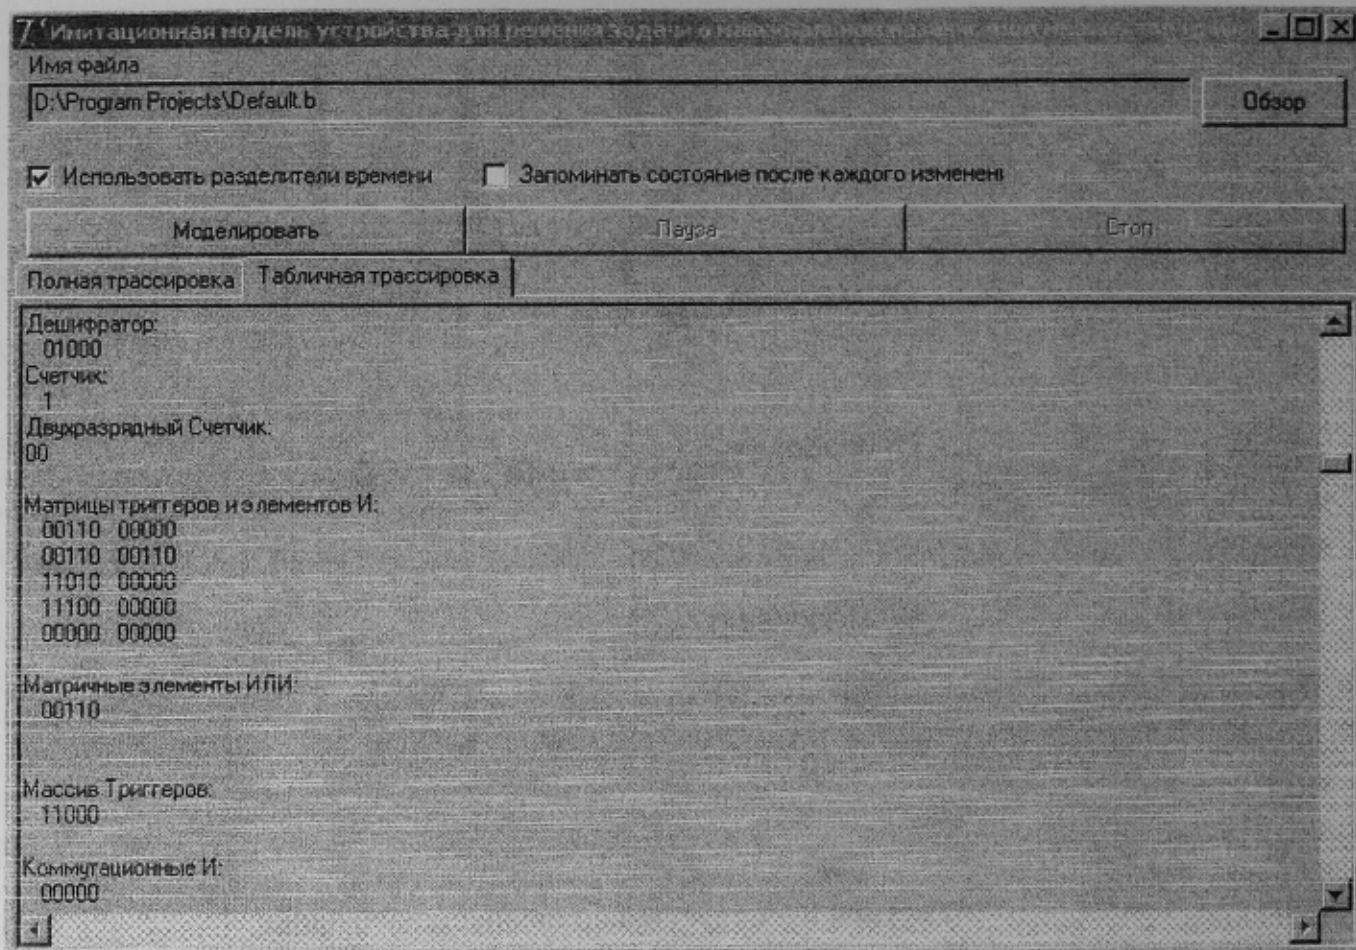 Имитационная модель устройства для решения задачи о
Имя файла
D:\Program Projects\Default.b
Обзор
Использовать разделители времени Запоминать состояние после каждого изменени
Моделировать Пауза Стоп
Полная трассировка Табличная трассировка
Дешифратор:
01000
Счетчик:
1
Двухразрядный Счетчик:
00
Матрицы триггеров и элементов И:
00110 00000
00110 00110
11010 00000
11100 00000
00000 00000
Матричные элементы ИЛИ:
00110
Массив Триггеров:
11000
Коммутационные И:
00000